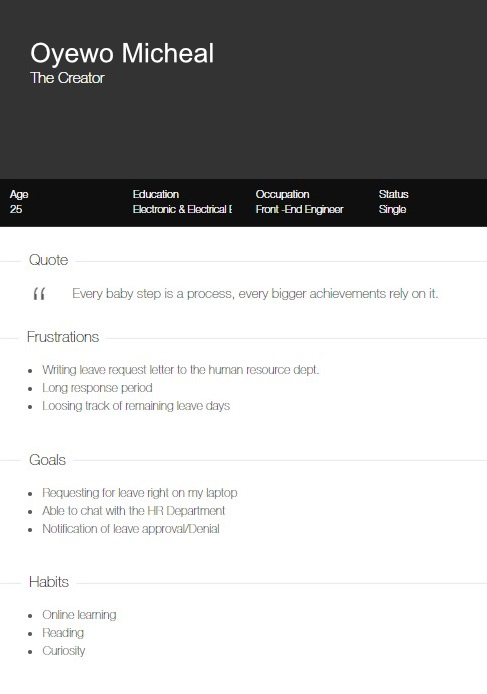 Oyewo Micheal
The Creator
Age
25
Education
Electronic & Electrical E
Occupation
Front -End Engineer
Status
Single
Quote
“ Every baby step is a process, every bigger achievements rely on it.
Frustrations
• Writing leave request letter to the human resource dept.
• Long response period
• Loosing track of remaining leave days
Goals
• Requesting for leave right on my laptop
• Able to chat with the HR Department
• Notification of leave approval/Denial
Habits
• Online learning
• Reading
• Curiosity